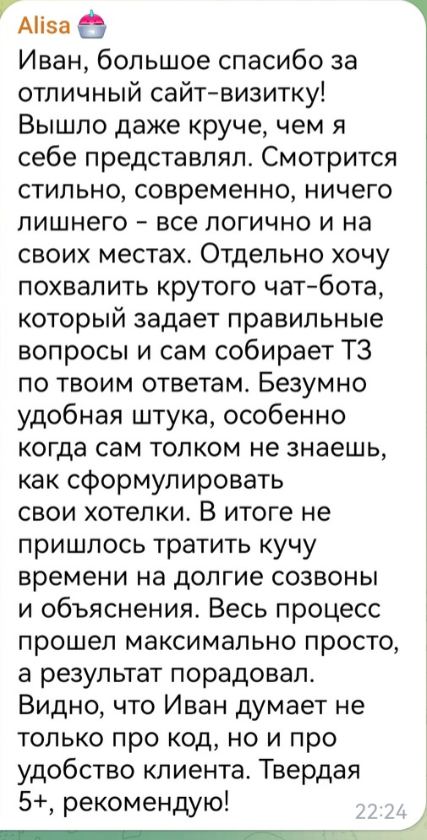 Alisa 🧁
Иван, большое спасибо за
отличный сайт-визитку!
Вышло даже круче, чем я
себе представлял. Смотрится
стильно, современно, ничего
лишнего - все логично и на
своих местах. Отдельно хочу
похвалить крутого чат-бота,
который задает правильные
вопросы и сам собирает ТЗ
по твоим ответам. Безумно
удобная штука, особенно
когда сам толком не знаешь,
как сформулировать
свои хотелки. В итоге не
пришлось тратить кучу
времени на долгие созвоны
и объяснения. Весь процесс
прошел максимально просто,
а результат порадовал.
Видно, что Иван думает не
только про код, но и про
удобство клиента. Твердая
5+, рекомендую!
22:24